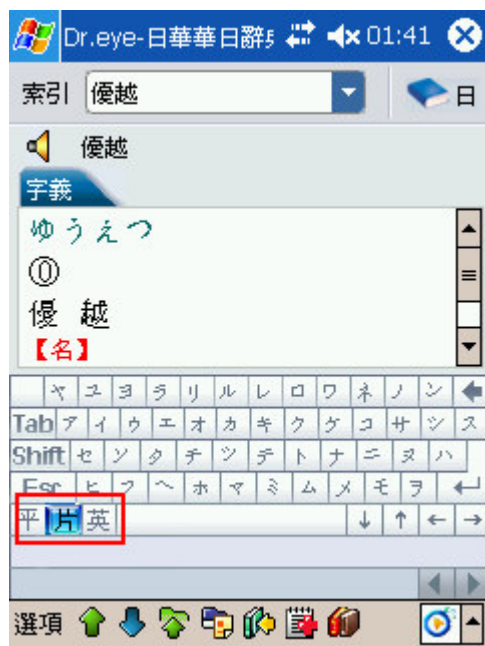 Dr.eye-日華華日辭 01:41
索引 優越 日
優越
字義
ゆうえつ
⓪
優 越
【名】
ヤ ユ ヨ ラ リ ル レ ロ ワ ネ ノ ン
Tab ア イ ゥ エ オ カ キ ク ケ コ サ シ ス
Shift セ ソ タ チ ツ テ ト ナ ニ ヌ ハ
Esc ヒ フ ヘ ホ マ ミ ム メ モ ヨ
平 片 英 ↓ ↑ ← →
選項